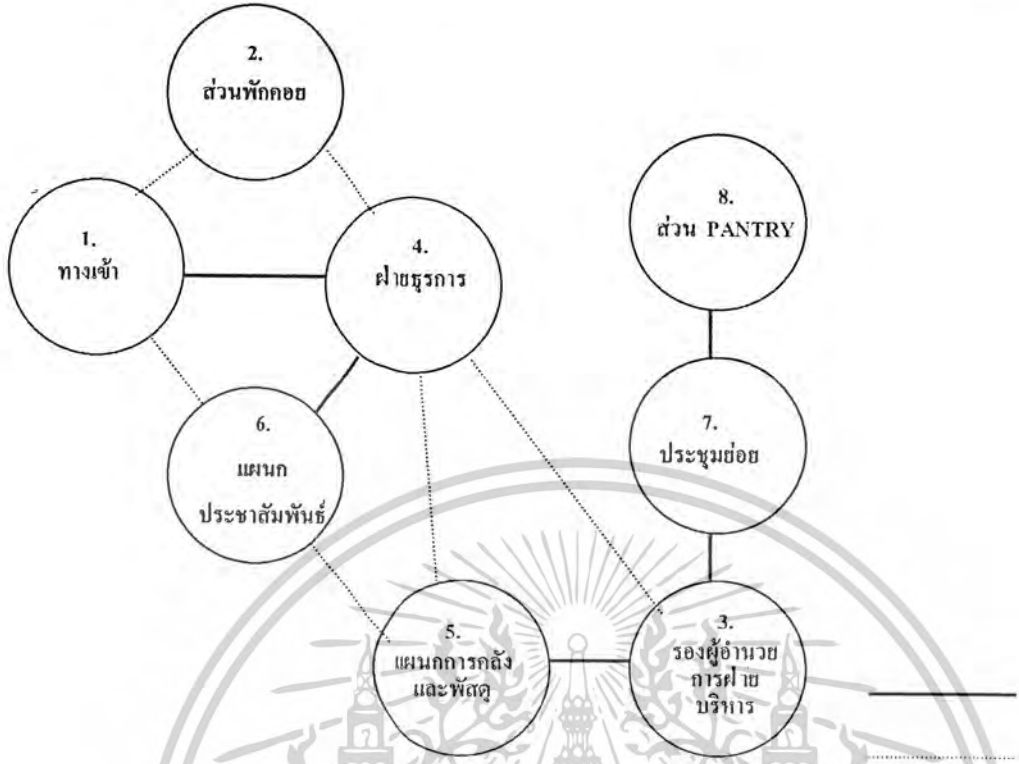 2.
ส่วนพักคอย
1.
ทางเข้า
4.
ฝ่ายธุรการ
8.
ส่วน PANTRY
6.
แผนก
ประชาสัมพันธ์
7.
ประชุมย่อย
5.
แผนกการคลัง
และพัสดุ
3.
รองผู้อำนวย
การฝ่าย
บริหาร